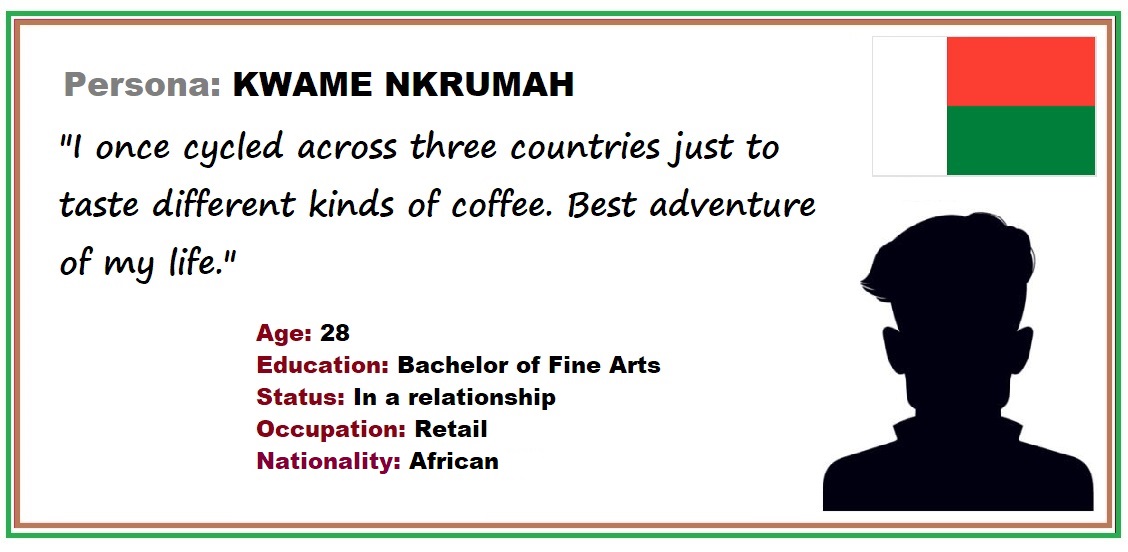 Persona: KWAME NKRUMAH
"I once cycled across three countries just to
taste different kinds of coffee. Best adventure
of my life."
Age: 28
Education: Bachelor of Fine Arts
Status: In a relationship
Occupation: Retail
Nationality: African